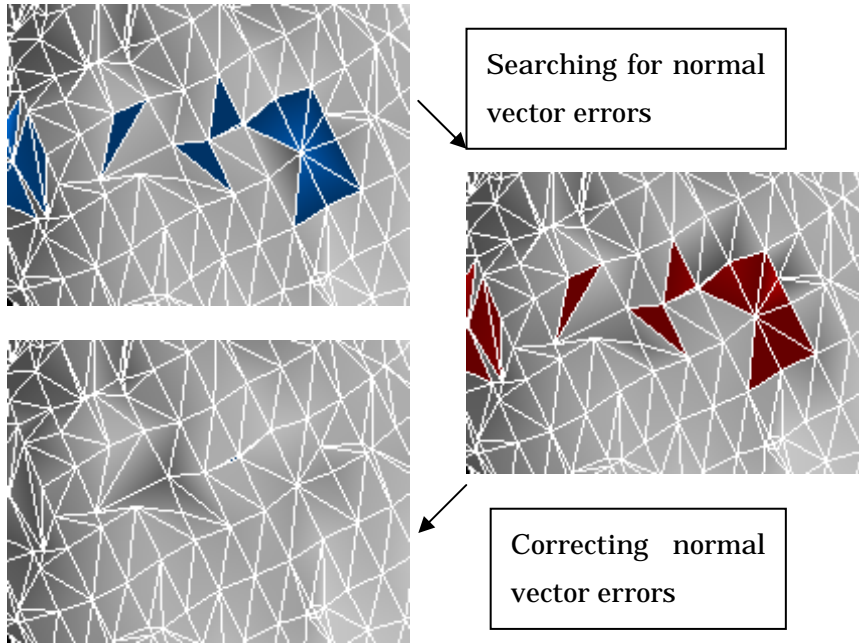 Searching for normal
vector errors
Correcting normal
vector errors